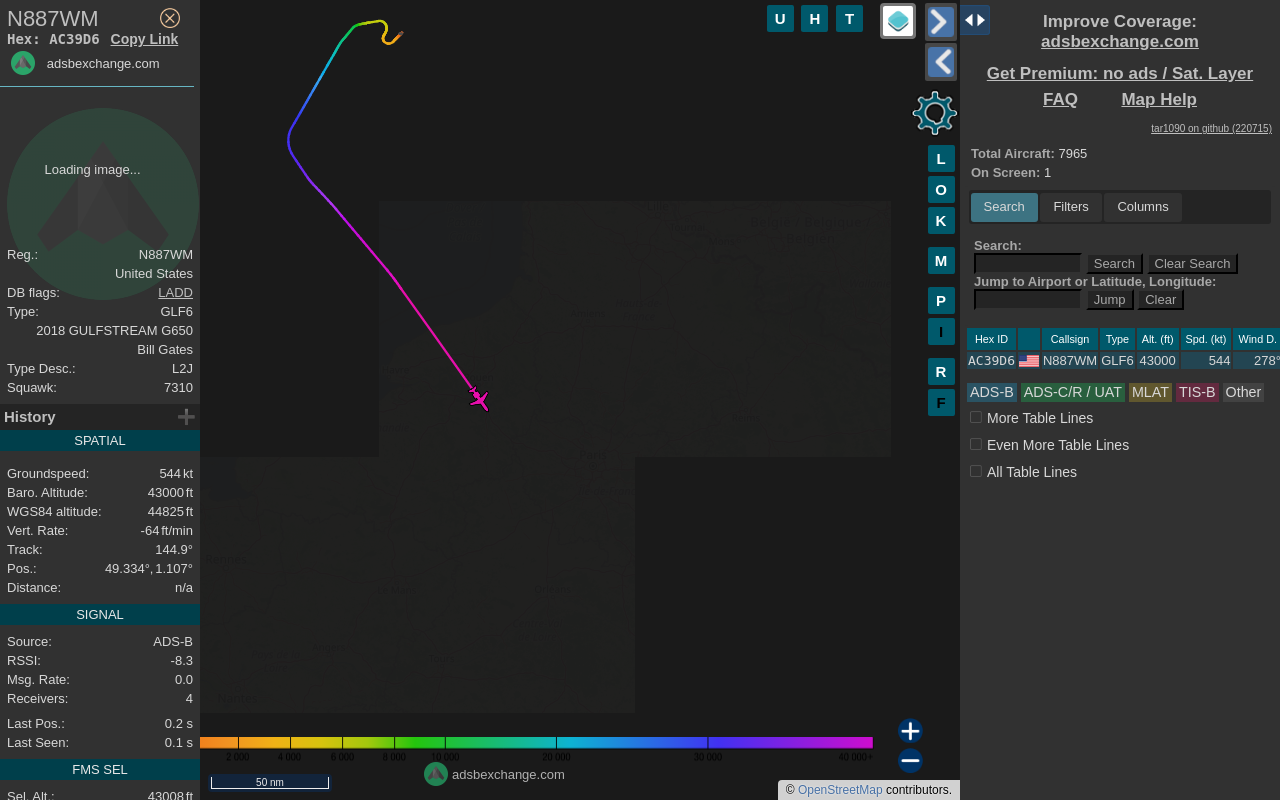 N887WM
Hex: AC39D6 Copy Link
adsbexchange.com
Loading image...
Reg.: N887WM
United States
DB flags: LADD
Type: GLF6
2018 GULFSTREAM G650
Bill Gates
Type Desc.: L2J
Squawk: 7310
History
SPATIAL
Groundspeed: 544 kt
Baro. Altitude: 43000 ft
WGS84 altitude: 44825 ft
Vert. Rate: -64 ft/min
Track: 144.9°
Pos.: 49.334°, 1.107°
Distance: n/a
SIGNAL
Source: ADS-B
RSSI: -8.3
Msg. Rate: 0.0
Receivers: 4
Last Pos.: 0.2 s
Last Seen: 0.1 s
FMS SEL
Sel. Alt.: 43008 ft
U H T
L
O
K
M
P
I
R
F
2 000 4 000 6 000 8 000 10 000 20 000 30 000 40 000+
50 nm
adsbexchange.com
© OpenStreetMap contributors.
Improve Coverage:
adsbexchange.com
Get Premium: no ads / Sat. Layer
FAQ Map Help
tar1090 on github (220715)
Total Aircraft: 7965
On Screen: 1
Search Filters Columns
Search:
Search Clear Search
Jump to Airport or Latitude, Longitude:
Jump Clear
Hex ID Callsign Type Alt. (ft) Spd. (kt) Wind D.
AC39D6 N887WM GLF6 43000 544 278°
ADS-B ADS-C/R / UAT MLAT TIS-B Other
More Table Lines
Even More Table Lines
All Table Lines